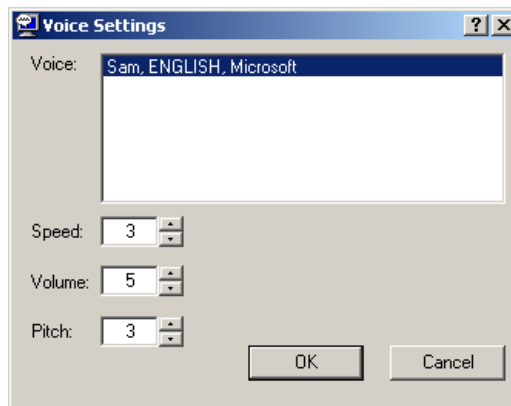 Voice Settings
Voice: Sam, ENGLISH, Microsoft
Speed: 3
Volume: 5
Pitch: 3
OK Cancel